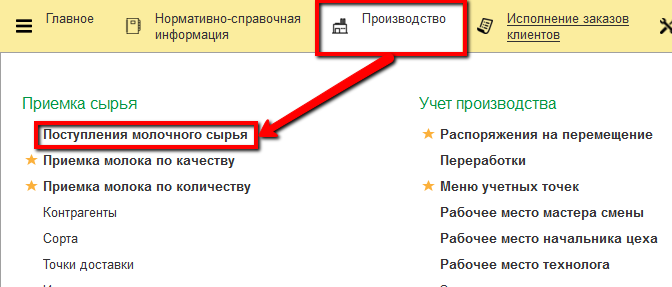 Главное
Нормативно-справочная
информация
Производство
Исполнение заказов
клиентов
Приемка сырья
Поступления молочного сырья
Приемка молока по качеству
Приемка молока по количеству
Контрагенты
Сорта
Точки доставки
Учет производства
Распоряжения на перемещение
Переработки
Меню учетных точек
Рабочее место мастера смены
Рабочее место начальника цеха
Рабочее место технолога